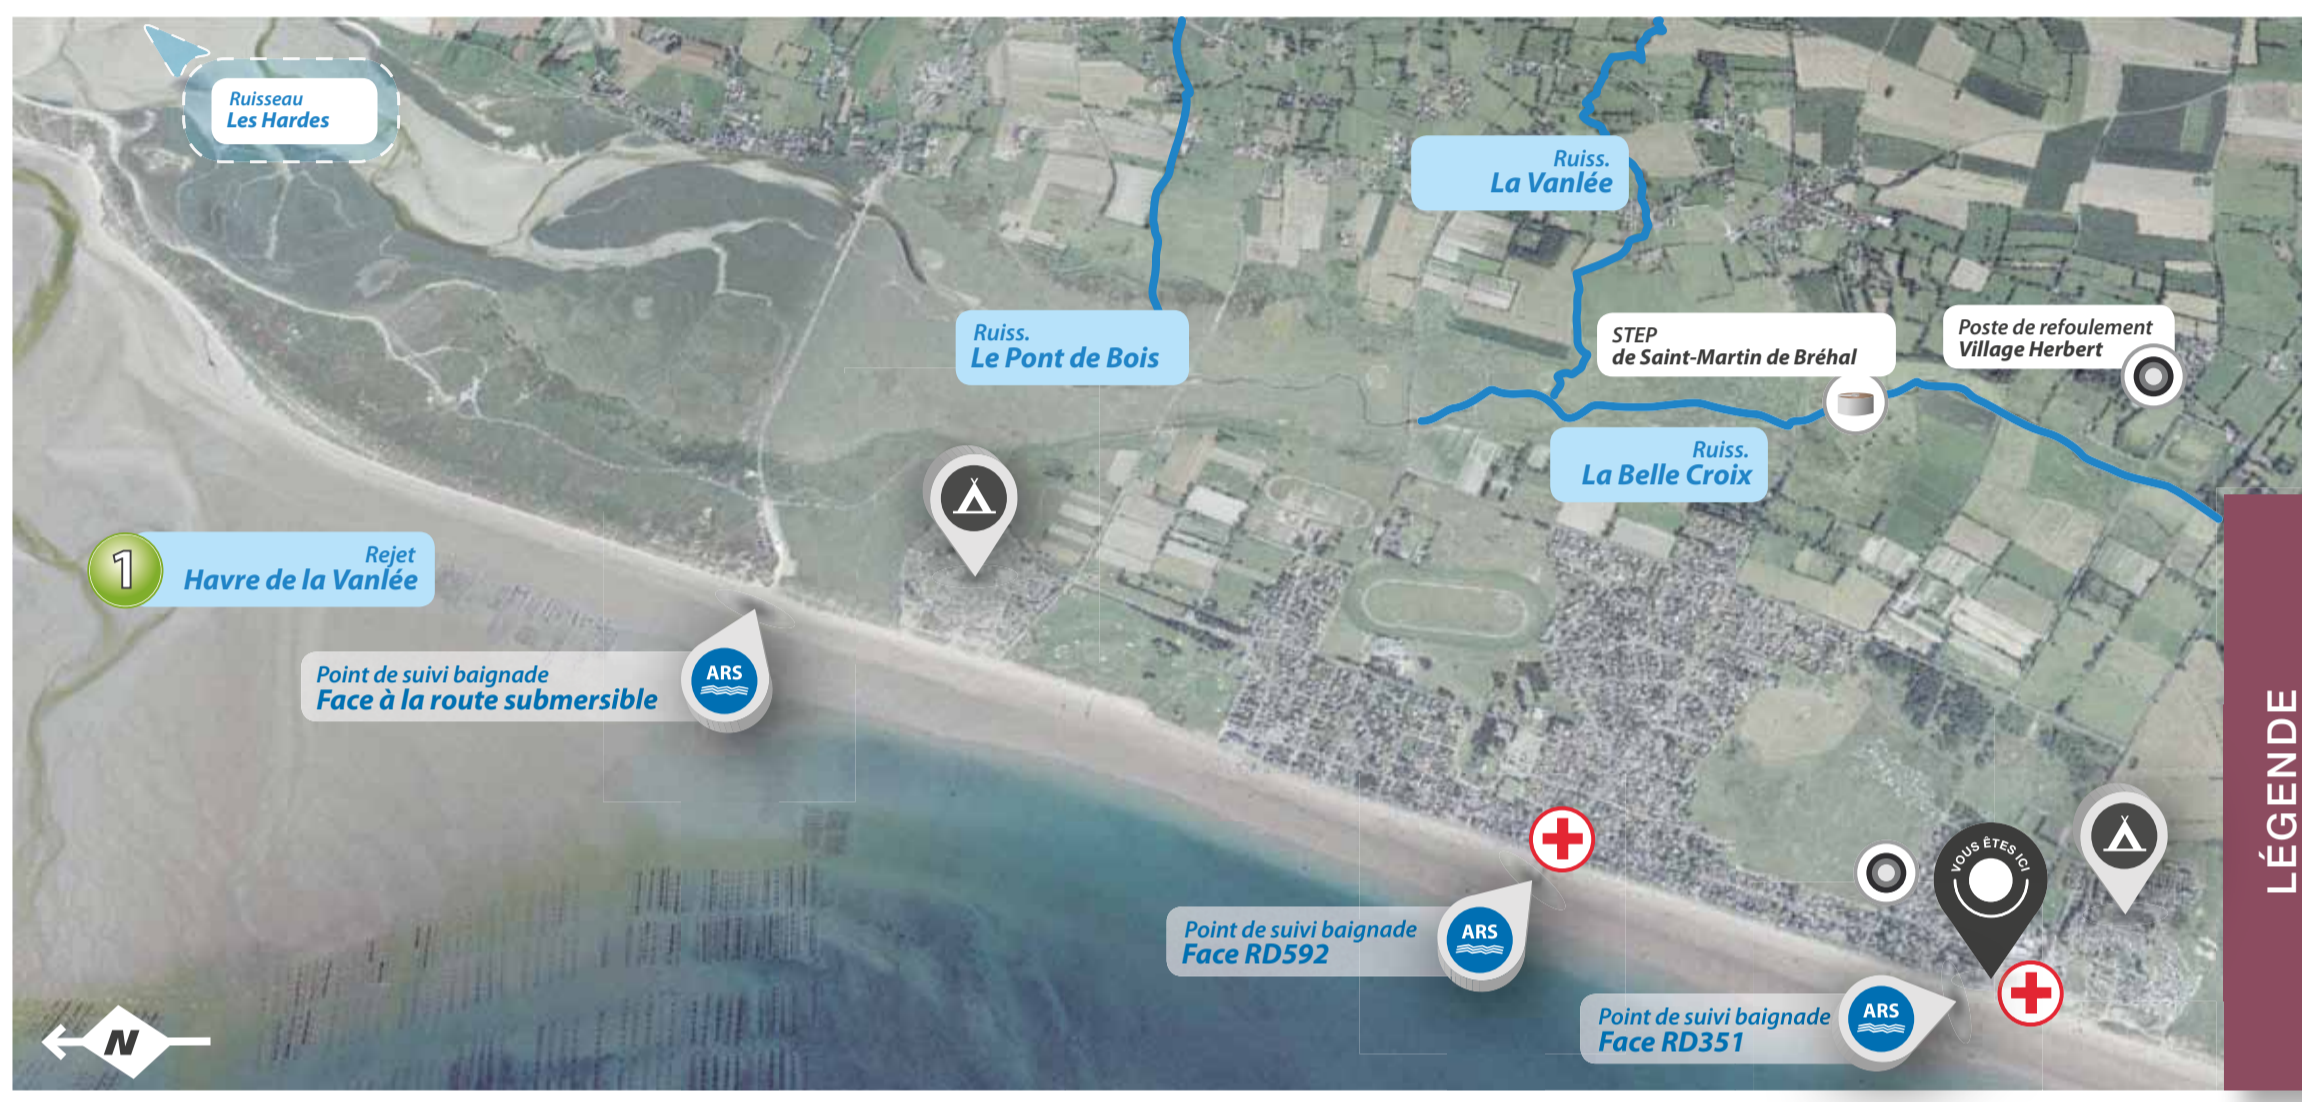 Ruisseau
Les Hardes
Ruiss.
La Vanlée
Ruiss.
Le Pont de Bois
STEP
de Saint-Martin de Bréhal
Poste de refoulement
Village Herbert
Ruiss.
La Belle Croix
1
Rejet
Havre de la Vanlée
Point de suivi baignade
Face à la route submersible
ARS
Point de suivi baignade
Face RD592
ARS
VOUS ÊTES ICI
Point de suivi baignade
Face RD351
ARS
N
LÉGENDE